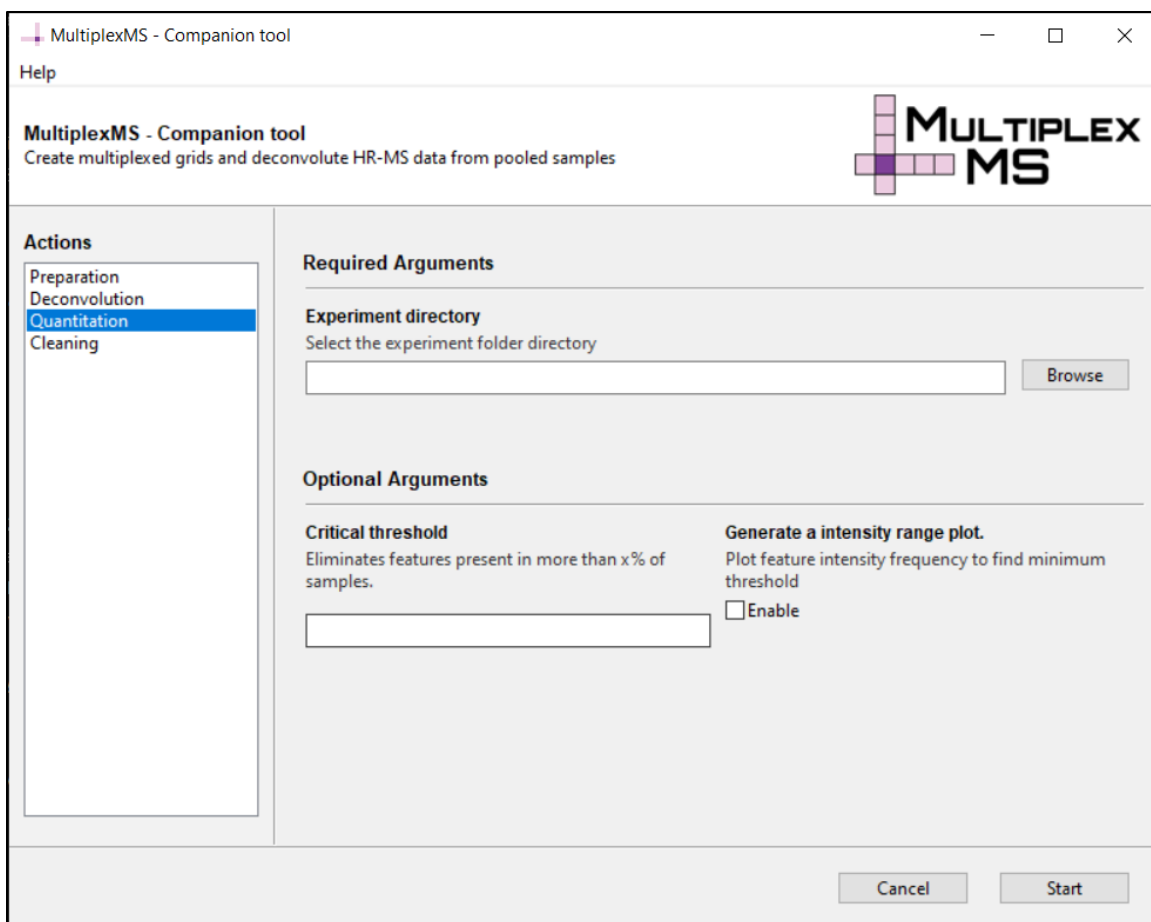 MultiplexMS - Companion tool
Help
MultiplexMS - Companion tool
Create multiplexed grids and deconvolute HR-MS data from pooled samples
MULTIPLEX
MS
Actions
Preparation
Deconvolution
Quantitation
Cleaning
Required Arguments
Experiment directory
Select the experiment folder directory
Browse
Optional Arguments
Critical threshold
Eliminates features present in more than x% of
samples.
Generate a intensity range plot.
Plot feature intensity frequency to find minimum
threshold
Enable
Cancel
Start